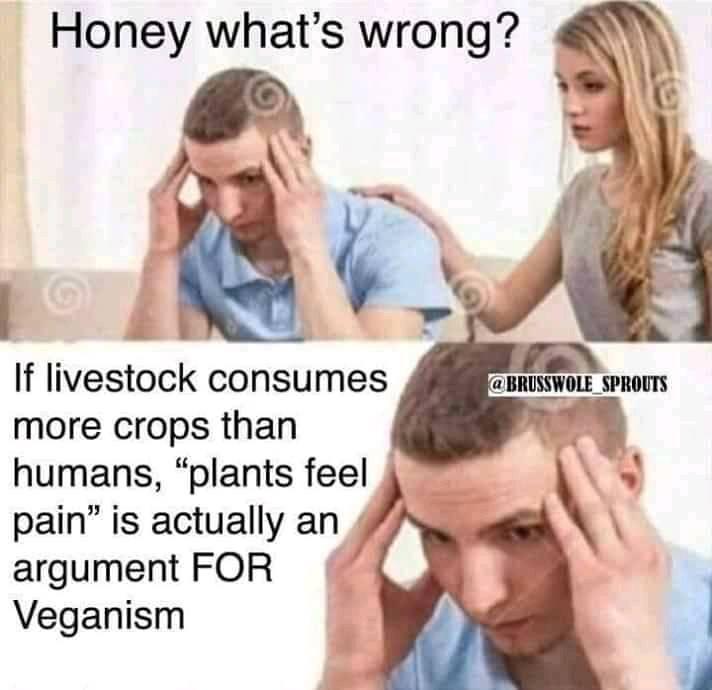 Honey what's wrong?
If livestock consumes
more crops than
humans, “plants feel
pain” is actually an
argument FOR
Veganism
@BRUSSWOLE_SPROUTS